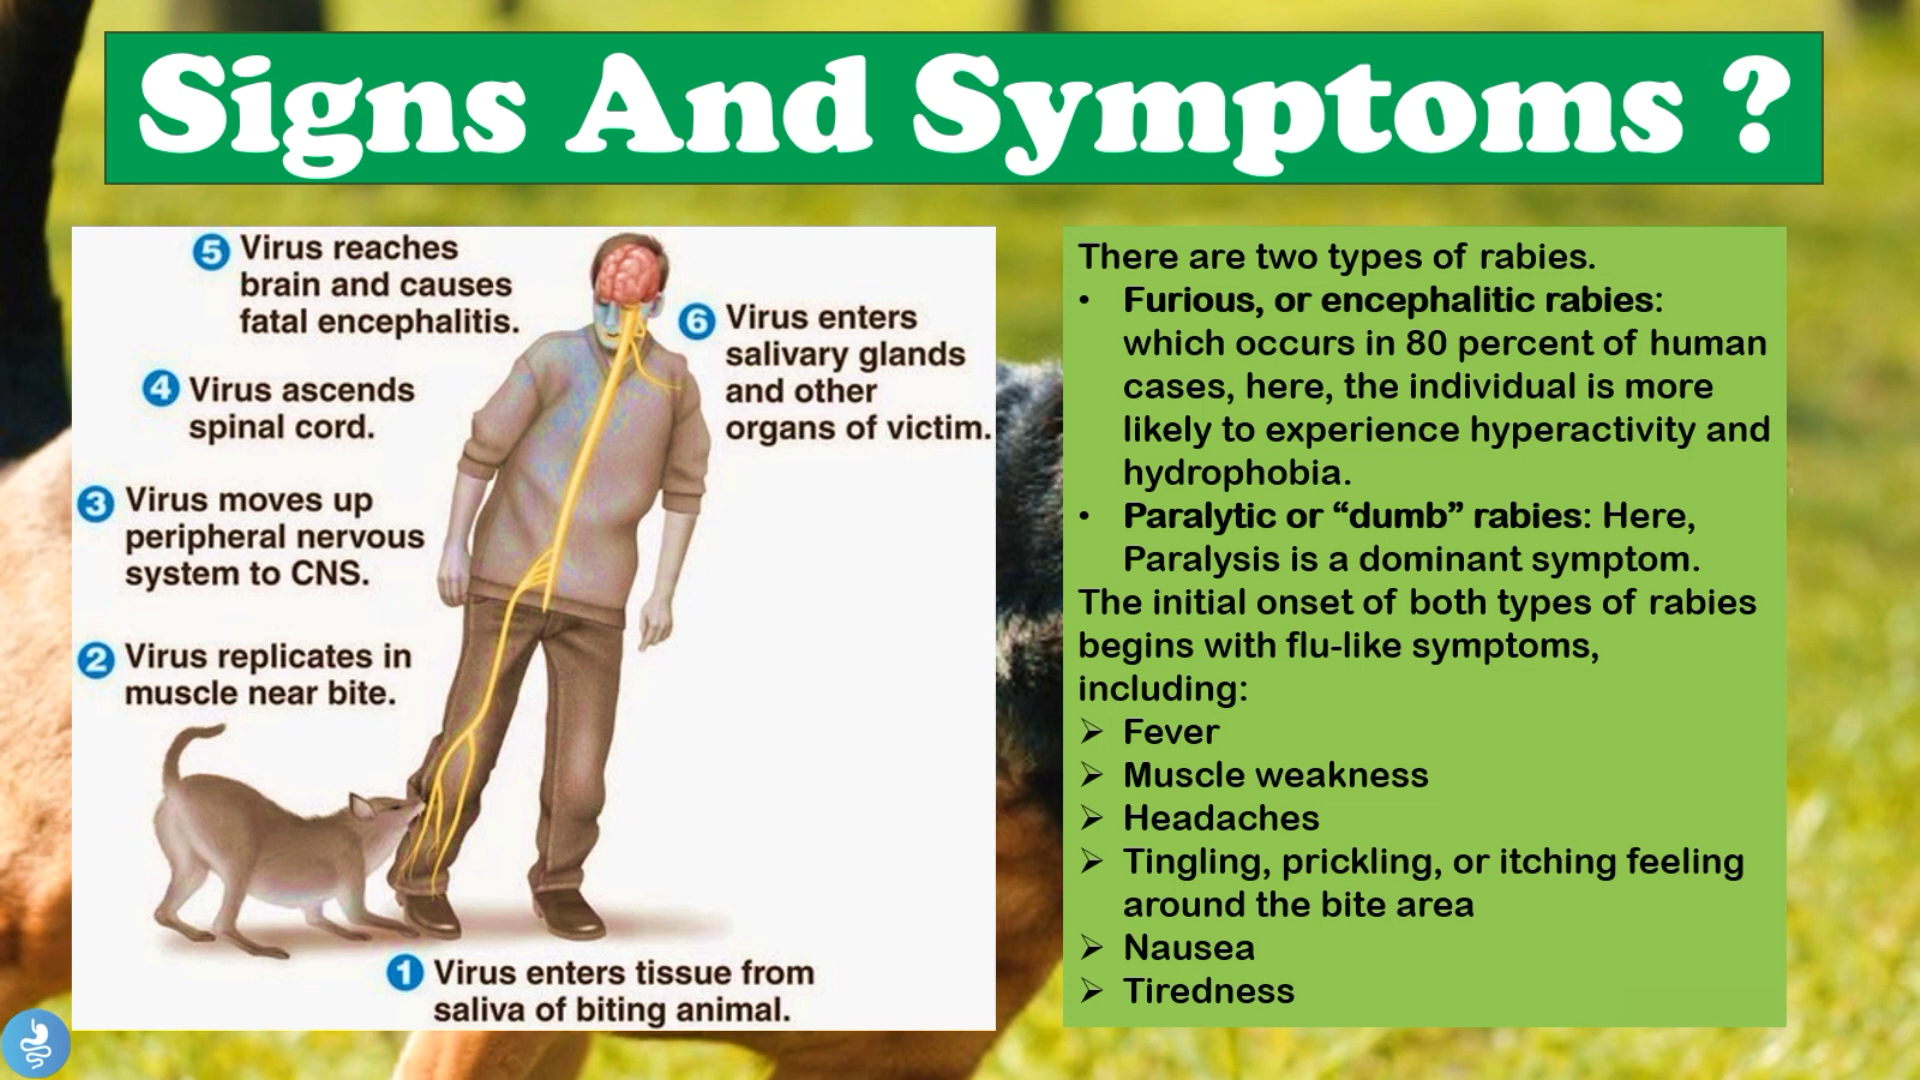 Signs And Symptoms ?
5 Virus reaches
brain and causes
fatal encephalitis.
6 Virus enters
salivary glands
and other
organs of victim.
4 Virus ascends
spinal cord.
3 Virus moves up
peripheral nervous
system to CNS.
2 Virus replicates in
muscle near bite.
1 Virus enters tissue from
saliva of biting animal.
There are two types of rabies.
• Furious, or encephalitic rabies:
which occurs in 80 percent of human
cases, here, the individual is more
likely to experience hyperactivity and
hydrophobia.
• Paralytic or “dumb” rabies: Here,
Paralysis is a dominant symptom.
The initial onset of both types of rabies
begins with flu-like symptoms,
including:
➢ Fever
➢ Muscle weakness
➢ Headaches
➢ Tingling, prickling, or itching feeling
around the bite area
➢ Nausea
➢ Tiredness